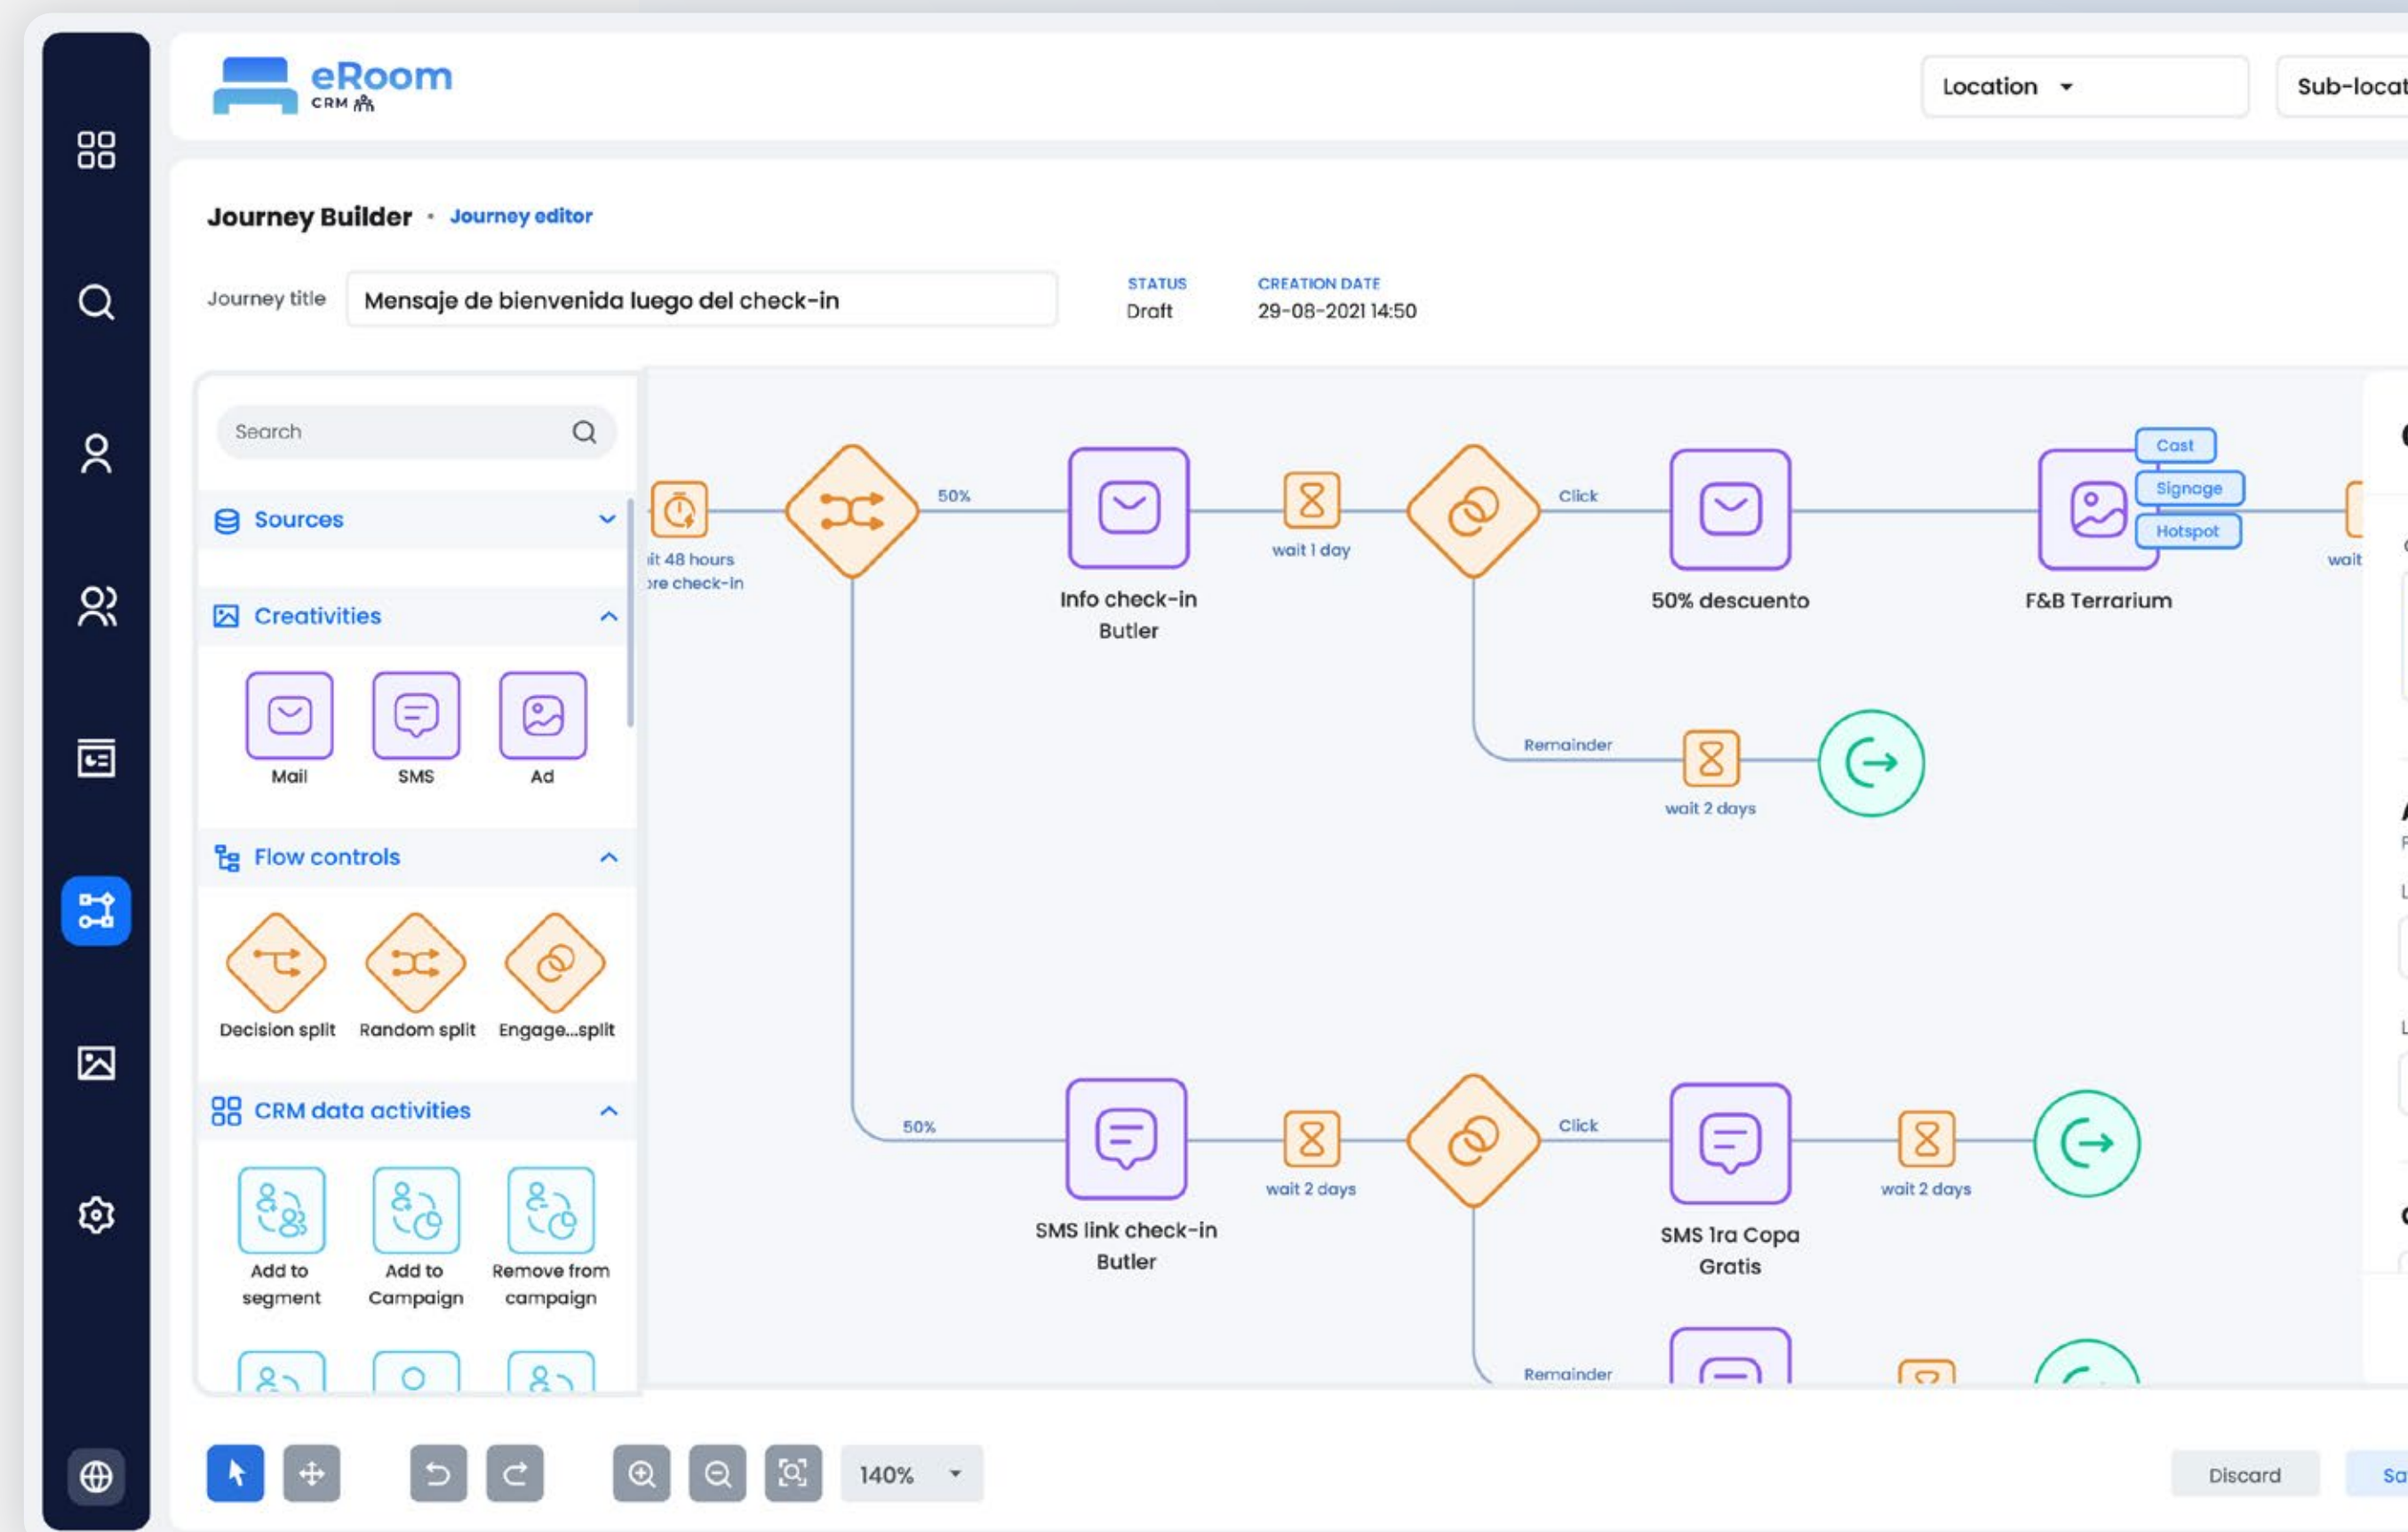 eRoom
CRM
Location
Sub-locat
Journey Builder • Journey editor
Journey title
Mensaje de bienvenida luego del check-in
STATUS
Draft
CREATION DATE
29-08-2021 14:50
Search
Sources
Creativities
Mail
SMS
Ad
Flow controls
Decision split
Random split
Engage...split
CRM data activities
Add to
segment
Add to
Campaign
Remove from
campaign
it 48 hours
ore check-in
50%
Info check-in
Butler
wait 1 day
Click
50% descuento
Cast
Signage
Hotspot
F&B Terrarium
wait
Remainder
wait 2 days
50%
SMS link check-in
Butler
wait 2 days
Click
SMS 1ra Copa
Gratis
wait 2 days
Remainder
140%
Discard
Sa